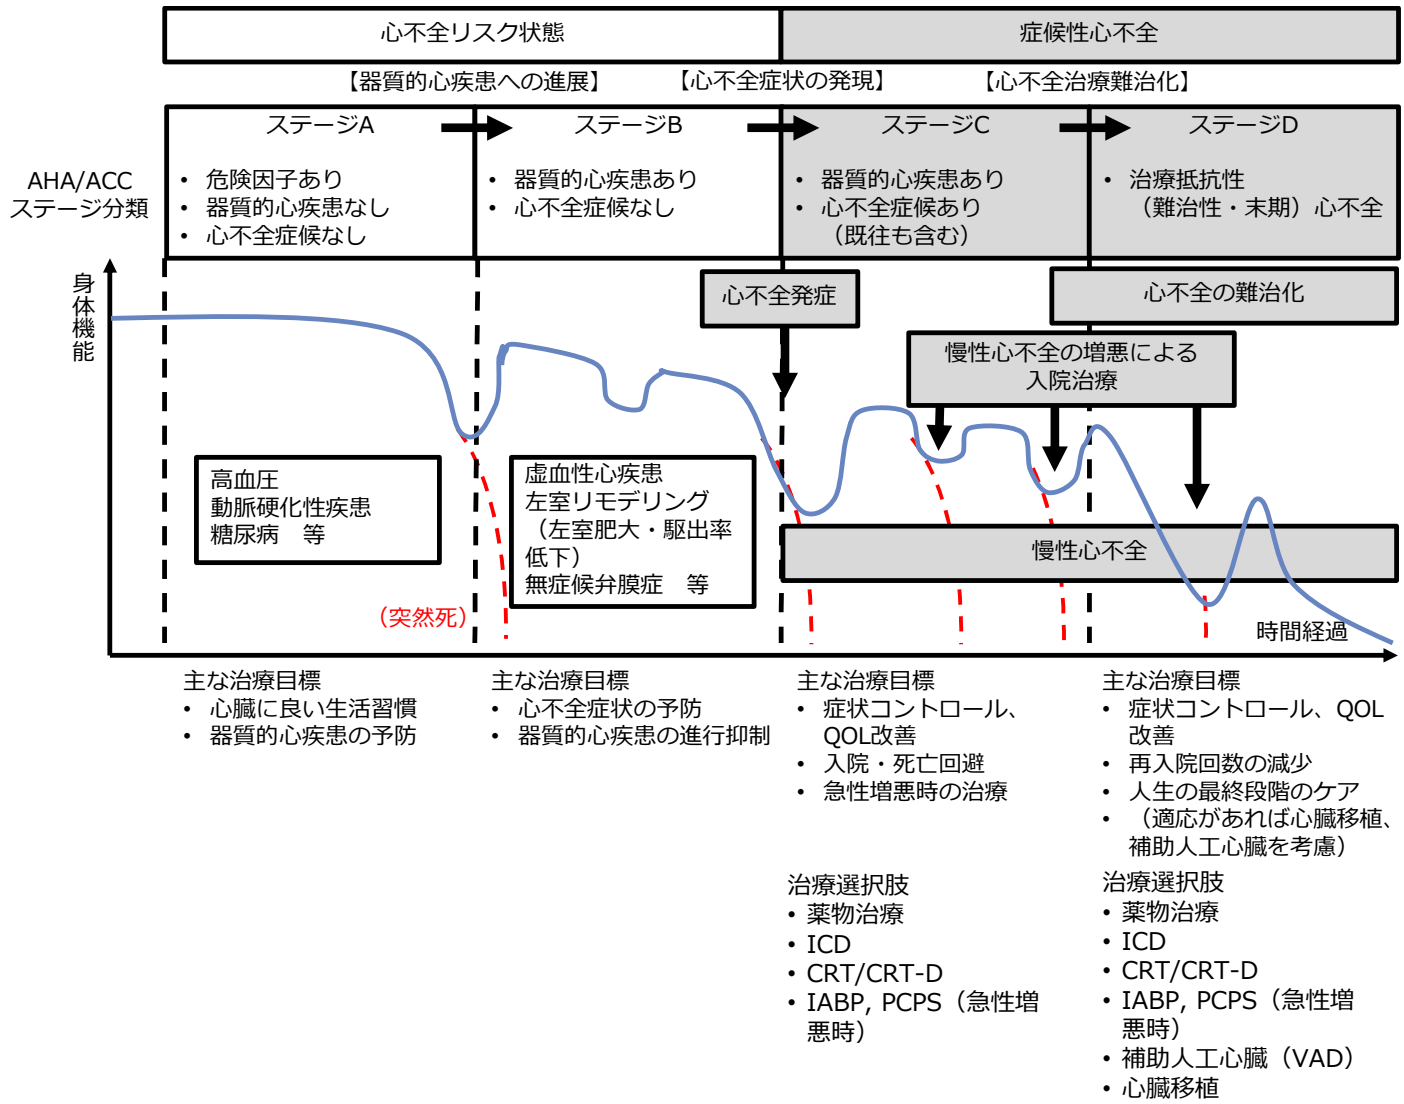 心不全リスク状態
症候性心不全
【器質的心疾患への進展】
【心不全症状の発現】
【心不全治療難治化】
AHA/ACC
ステージ分類
ステージA
• 危険因子あり
• 器質的心疾患なし
• 心不全症候なし
ステージB
• 器質的心疾患あり
• 心不全症候なし
ステージC
• 器質的心疾患あり
• 心不全症候あり
（既往も含む）
ステージD
• 治療抵抗性
（難治性・末期）心不全
身体機能
心不全発症
心不全の難治化
慢性心不全の増悪による
入院治療
高血圧
動脈硬化性疾患
糖尿病　等
虚血性心疾患
左室リモデリング
（左室肥大・駆出率
低下）
無症候弁膜症　等
慢性心不全
（突然死）
時間経過
主な治療目標
• 心臓に良い生活習慣
• 器質的心疾患の予防
主な治療目標
• 心不全症状の予防
• 器質的心疾患の進行抑制
主な治療目標
• 症状コントロール、
QOL改善
• 入院・死亡回避
• 急性増悪時の治療
主な治療目標
• 症状コントロール、QOL
改善
• 再入院回数の減少
• 人生の最終段階のケア
• （適応があれば心臓移植、
補助人工心臓を考慮）
治療選択肢
• 薬物治療
• ICD
• CRT/CRT-D
• IABP, PCPS（急性増
悪時）
治療選択肢
• 薬物治療
• ICD
• CRT/CRT-D
• IABP, PCPS（急性増
悪時）
• 補助人工心臓（VAD）
• 心臓移植